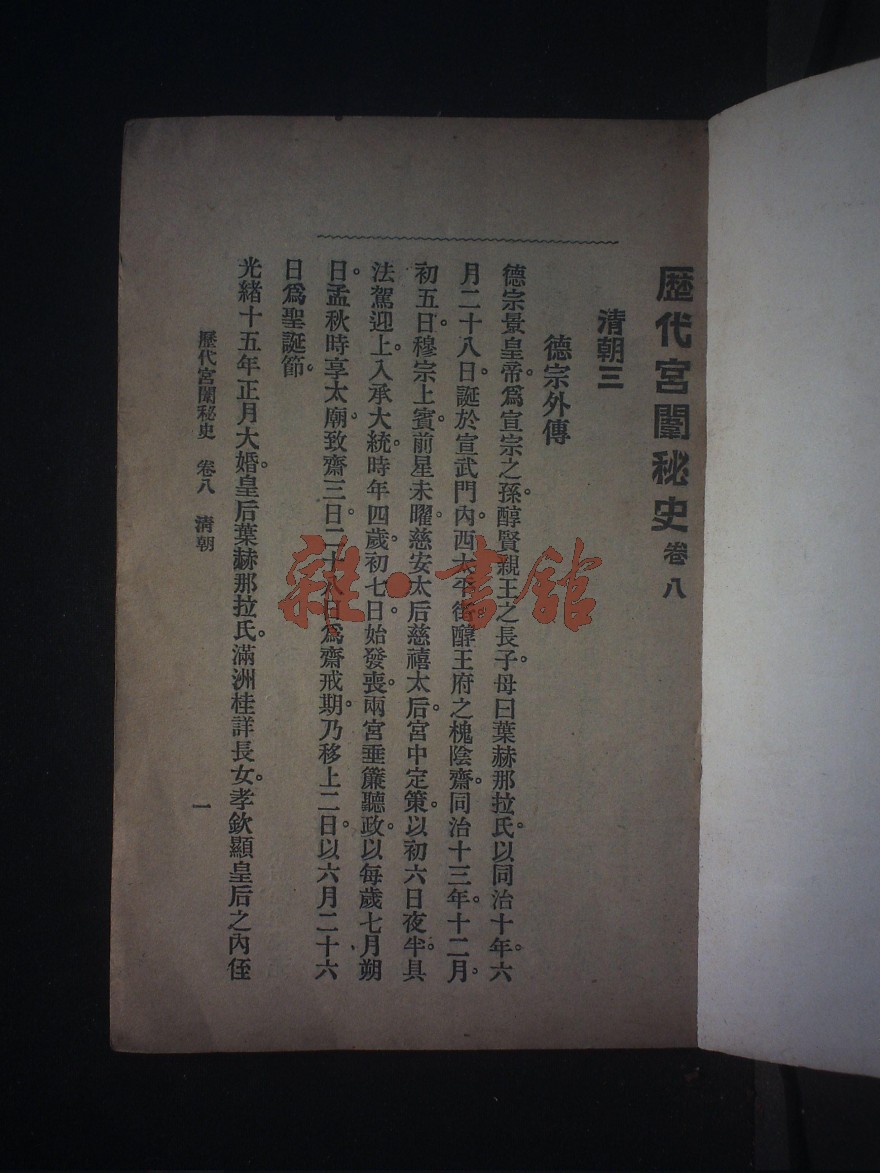 歷代宮闈秘史 卷八
清朝三
德宗外傳
德宗景皇帝。爲宣宗之孫。醇賢親王之長子。母曰葉赫那拉氏。以同治十年。六
月二十八日。誕於宣武門內。西太平街。醇王府之槐陰齋。同治十三年。十二月。
初五日。穆宗上賓。前星未曜。慈安太后慈禧太后。宮中定策。以初六日夜半。具
法駕迎上。入承大統。時年四歲。初七日始發喪。兩宮垂簾聽政。以每歲七月朔
日。孟秋時享太廟。致齋三日。二十八日爲齋戒期。乃移上二日。以六月二十六
日爲聖誕節。
光緒十五年正月大婚。皇后葉赫那拉氏。滿洲桂詳長女。孝欽顯皇后之內侄
歷代宮闈秘史 卷八 清朝
一
雜·書館